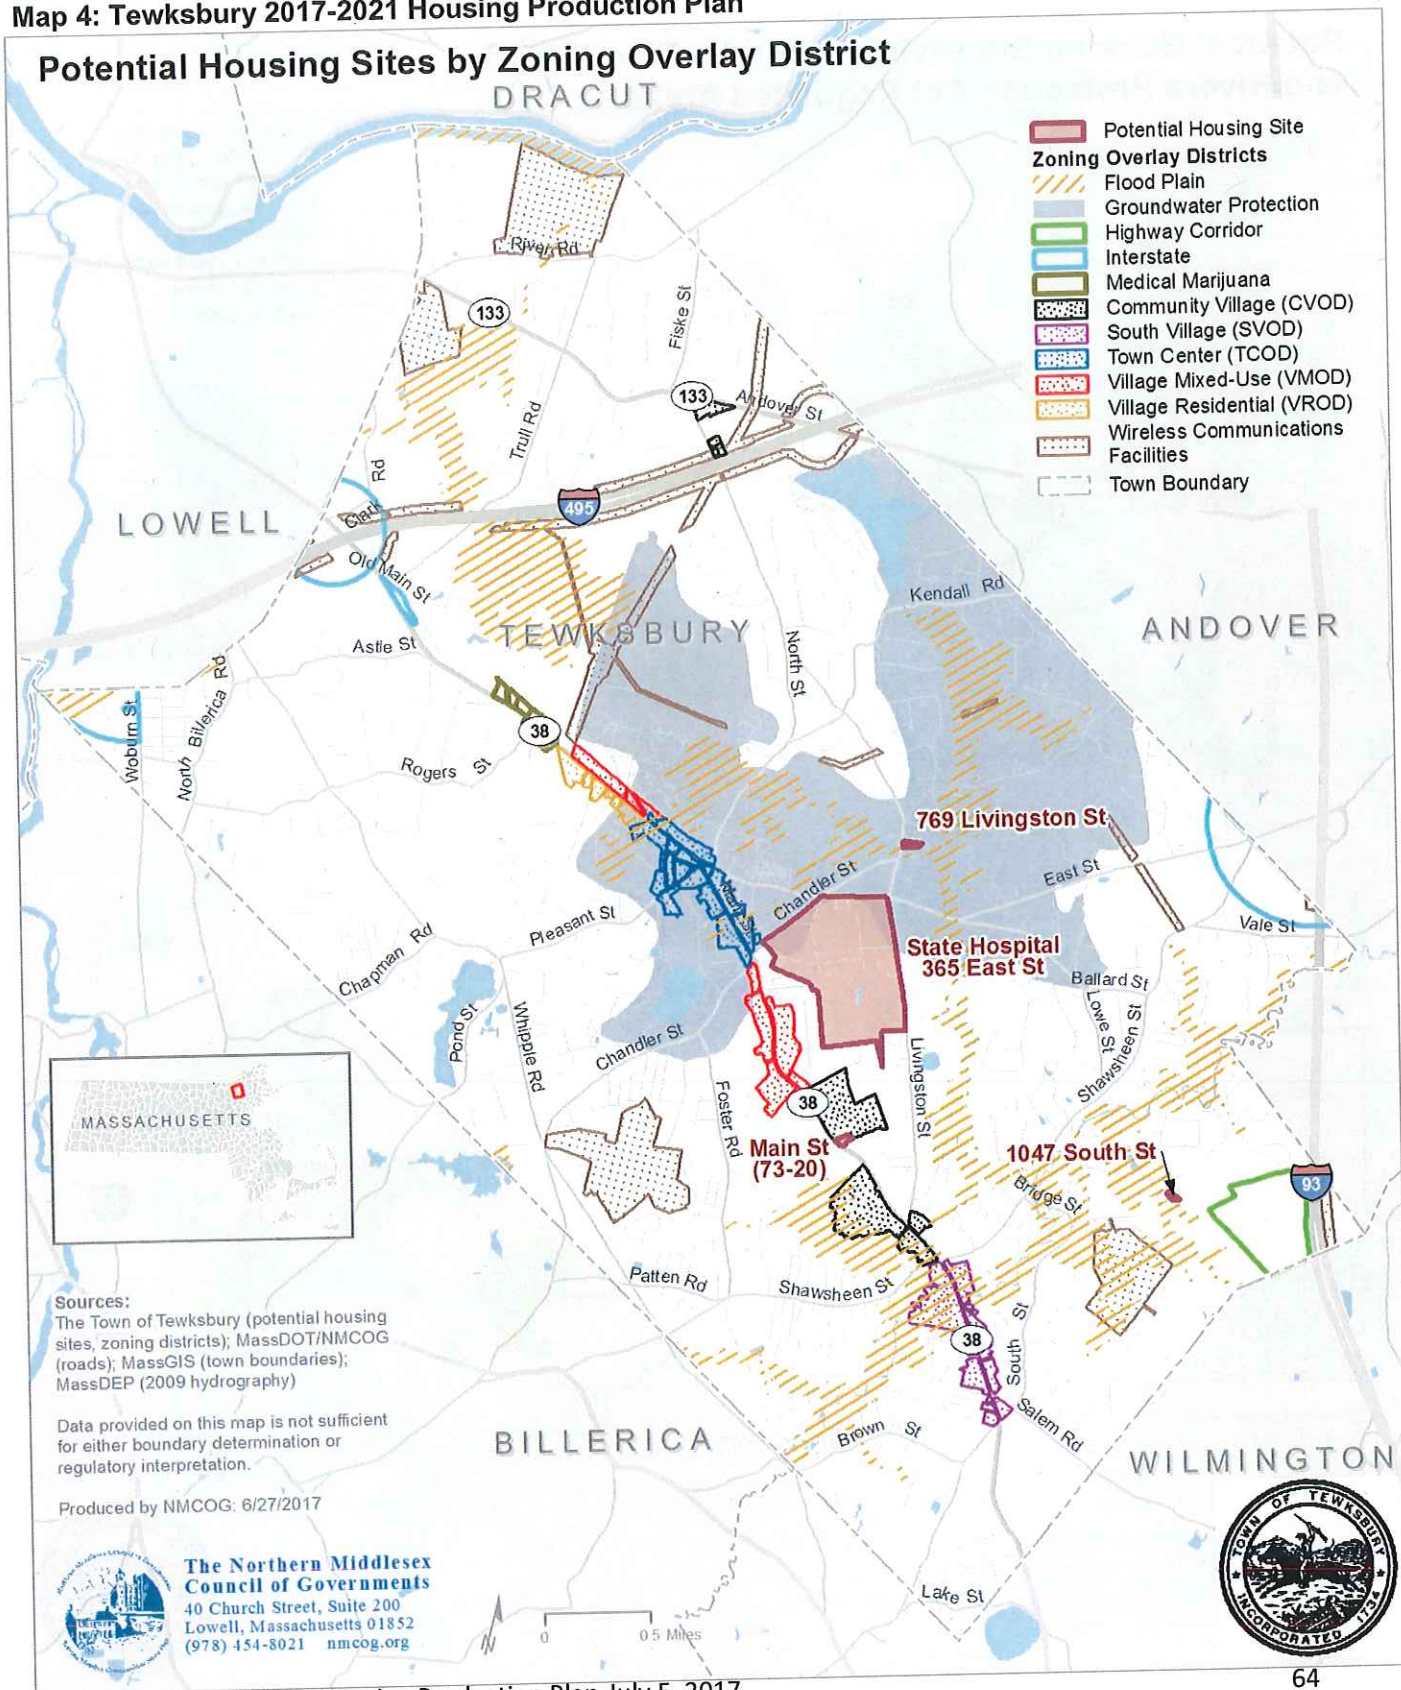 Map 4: Tewksbury 2017-2021 Housing Production Plan
Potential Housing Sites by Zoning Overlay District
DRACUT
Potential Housing Site
Zoning Overlay Districts
Flood Plain
Groundwater Protection
Highway Corridor
Interstate
Medical Marijuana
Community Village (CVOD)
South Village (SVOD)
Town Center (TCOD)
Village Mixed-Use (VMOD)
Village Residential (VROD)
Wireless Communications
Facilities
Town Boundary
River Rd
133
Fiske St
133
Andover St
Trull Rd
Clark Rd
495
LOWELL
Old Main St
Kendall Rd
ANDOVER
TEWKSBURY
Astle St
North St
North Billerica Rd
Woburn St
38
Rogers St
769 Livingston St
East St
Chandler St
Main St
Vale St
Pleasant St
Chapman Rd
State Hospital
365 East St
Ballard St
Lowe St
Shawsheen St
Pond St
Whipple Rd
Chandler St
Livingston St
Foster Rd
38
MASSACHUSETTS
Main St
(73-20)
1047 South St
Bridge St
93
Patten Rd
Shawsheen St
38
South St
Salem Rd
Brown St
BILLERICA
WILMINGTON
Lake St
Sources:
The Town of Tewksbury (potential housing
sites, zoning districts); MassDOT/NMCOG
(roads); MassGIS (town boundaries);
MassDEP (2009 hydrography)
Data provided on this map is not sufficient
for either boundary determination or
regulatory interpretation.
Produced by NMCOG: 6/27/2017
The Northern Middlesex
Council of Governments
40 Church Street, Suite 200
Lowell, Massachusetts 01852
(978) 454-8021 nmcog.org
N
0 0.5 Miles
TOWN OF TEWKSBURY
INCORPORATED 1734
64
Production Plan July 5, 2017